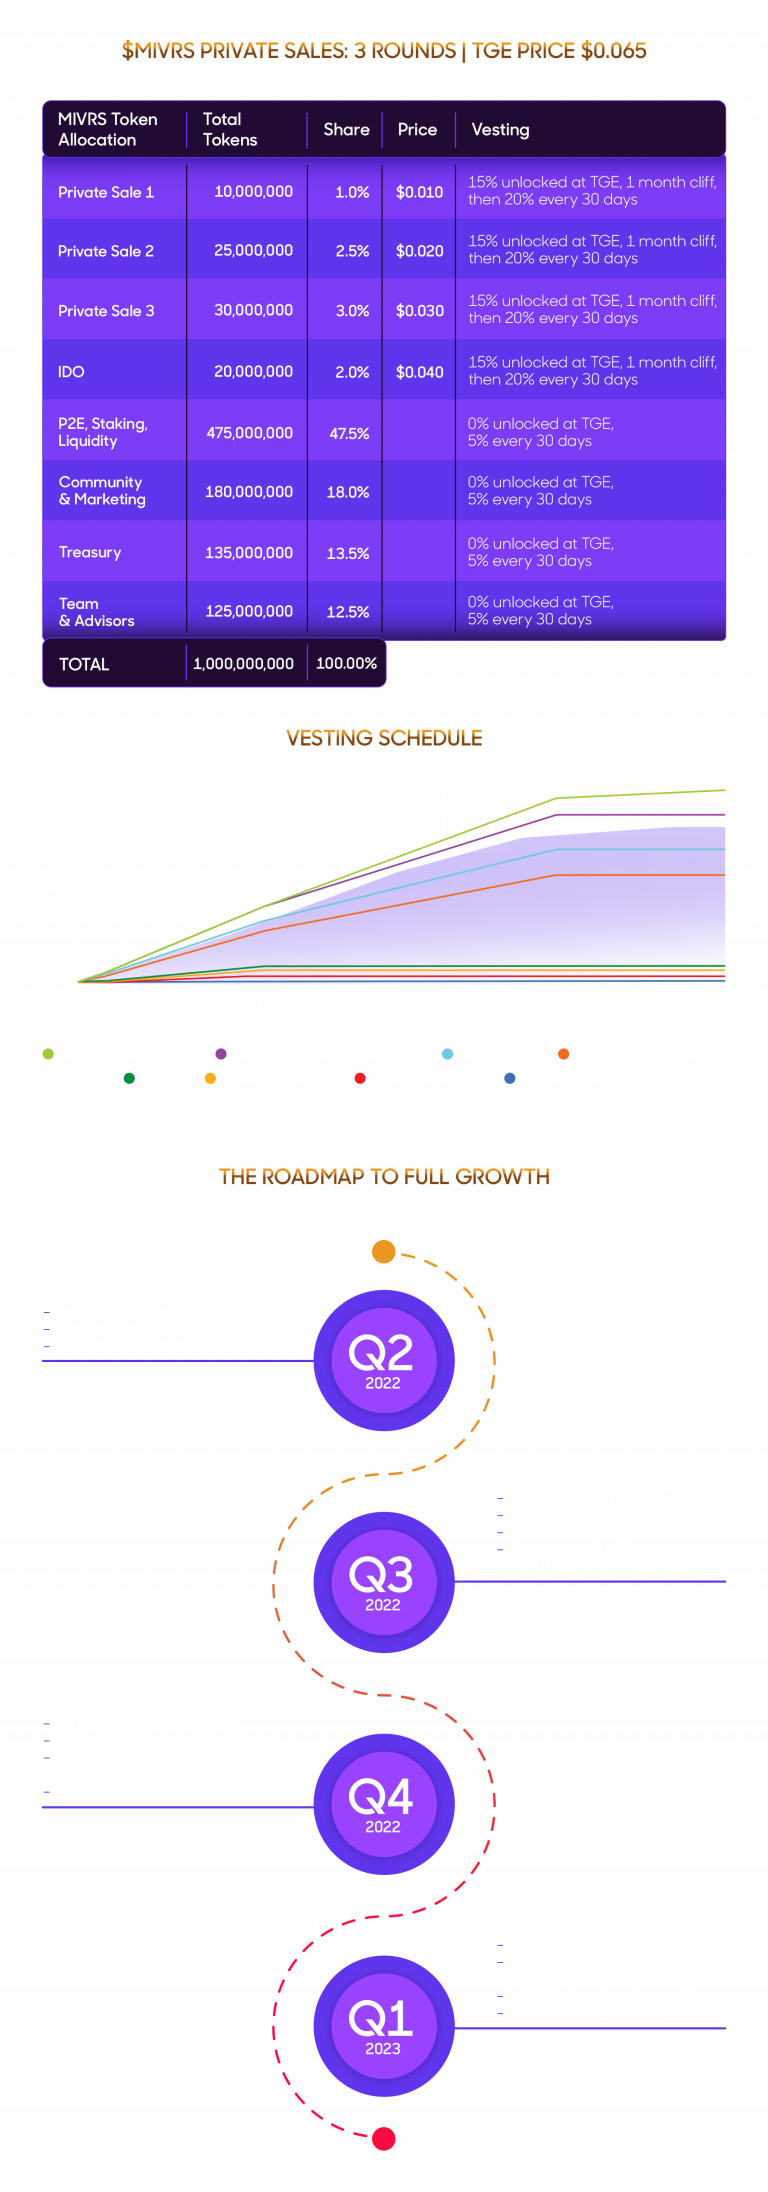 $MIVRS PRIVATE SALES: 3 ROUNDS | TGE PRICE $0.065
MIVRS Token Allocation Total Tokens Share Price Vesting
Private Sale 1 10,000,000 1.0% $0.010 15% unlocked at TGE, 1 month cliff, then 20% every 30 days
Private Sale 2 25,000,000 2.5% $0.020 15% unlocked at TGE, 1 month cliff, then 20% every 30 days
Private Sale 3 30,000,000 3.0% $0.030 15% unlocked at TGE, 1 month cliff, then 20% every 30 days
IDO 20,000,000 2.0% $0.040 15% unlocked at TGE, 1 month cliff, then 20% every 30 days
P2E, Staking, Liquidity 475,000,000 47.5% 0% unlocked at TGE, 5% every 30 days
Community & Marketing 180,000,000 18.0% 0% unlocked at TGE, 5% every 30 days
Treasury 135,000,000 13.5% 0% unlocked at TGE, 5% every 30 days
Team & Advisors 125,000,000 12.5% 0% unlocked at TGE, 5% every 30 days
TOTAL 1,000,000,000 100.00%
VESTING SCHEDULE
THE ROADMAP TO FULL GROWTH
Q2
2022
Q3
2022
Q4
2022
Q1
2023